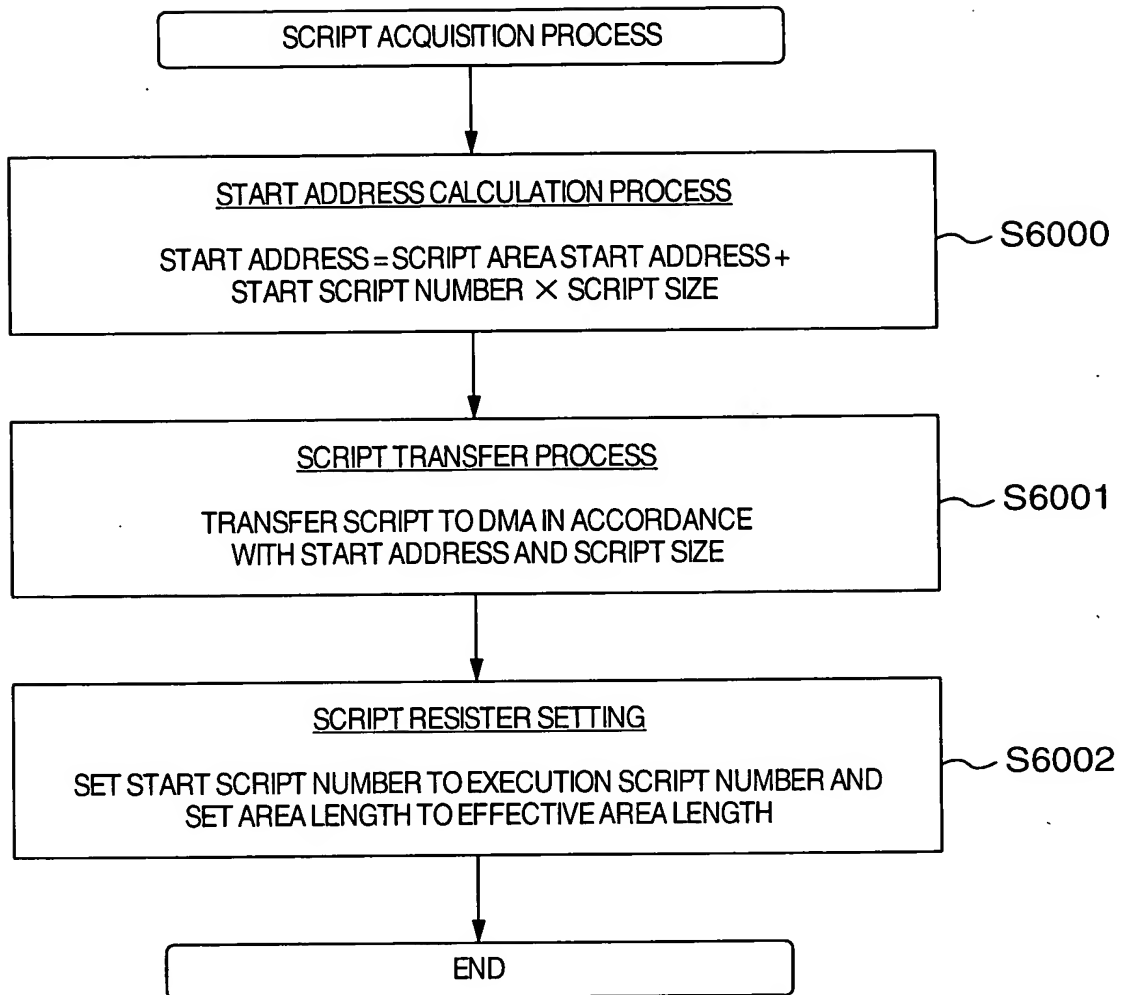 SCRIPT ACQUISITION PROCESS
START ADDRESS CALCULATION PROCESS
START ADDRESS = SCRIPT AREA START ADDRESS +
START SCRIPT NUMBER × SCRIPT SIZE
S6000
SCRIPT TRANSFER PROCESS
TRANSFER SCRIPT TO DMA IN ACCORDANCE
WITH START ADDRESS AND SCRIPT SIZE
S6001
SCRIPT RESISTER SETTING
SET START SCRIPT NUMBER TO EXECUTION SCRIPT NUMBER AND
SET AREA LENGTH TO EFFECTIVE AREA LENGTH
S6002
END